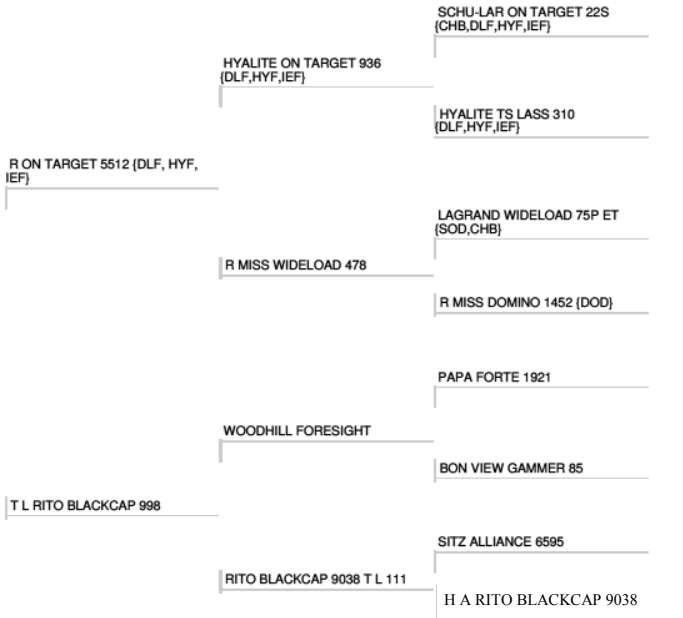 SCHU-LAR ON TARGET 22S
{CHB,DLF,HYF,IEF}
HYALITE ON TARGET 936
{DLF,HYF,IEF}
HYALITE TS LASS 310
{DLF,HYF,IEF}
R ON TARGET 5512 {DLF, HYF,
IEF}
LAGRAND WIDELOAD 75P ET
{SOD,CHB}
R MISS WIDELOAD 478
R MISS DOMINO 1452 {DOD}
PAPA FORTE 1921
WOODHILL FORESIGHT
BON VIEW GAMMER 85
T L RITO BLACKCAP 998
SITZ ALLIANCE 6595
RITO BLACKCAP 9038 T L 111
H A RITO BLACKCAP 9038